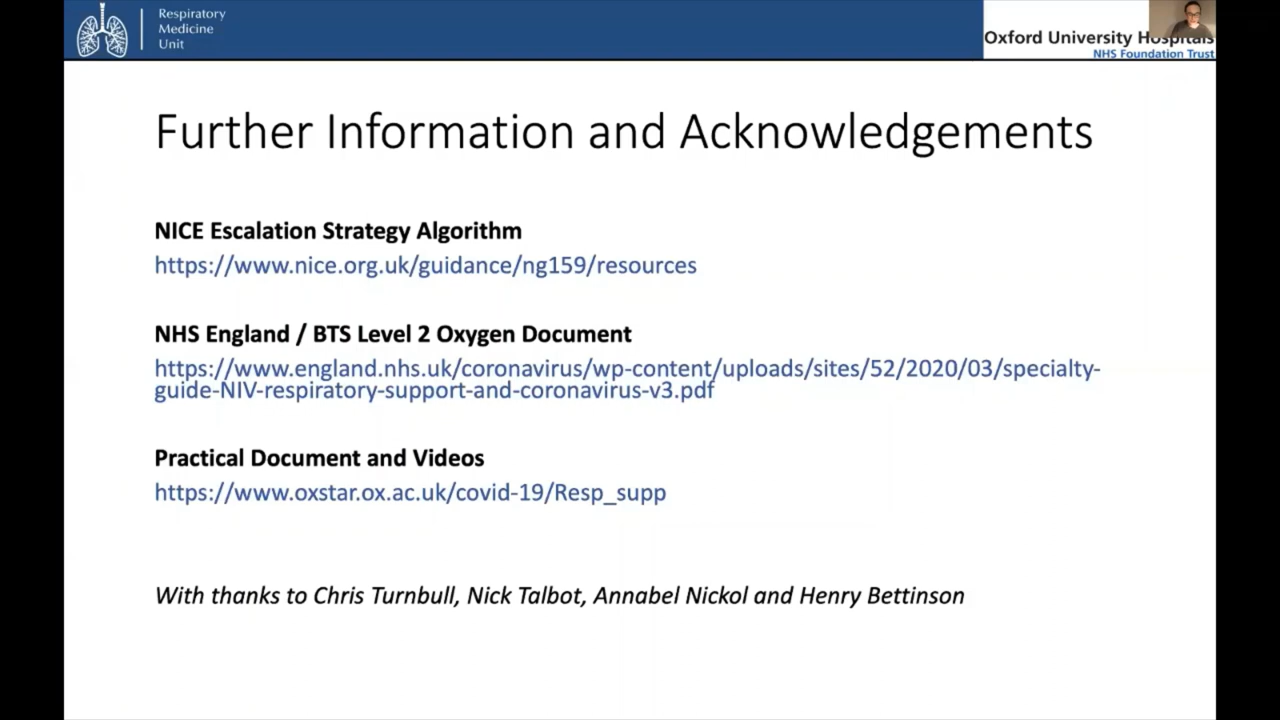 Respiratory
Medicine
Unit
Oxford University Hospitals
NHS Foundation Trust
Further Information and Acknowledgements
NICE Escalation Strategy Algorithm
https://www.nice.org.uk/guidance/ng159/resources
NHS England / BTS Level 2 Oxygen Document
https://www.england.nhs.uk/coronavirus/wp-content/uploads/sites/52/2020/03/specialty-
guide-NIV-respiratory-support-and-coronavirus-v3.pdf
Practical Document and Videos
https://www.oxstar.ox.ac.uk/covid-19/Resp_supp
With thanks to Chris Turnbull, Nick Talbot, Annabel Nickol and Henry Bettinson